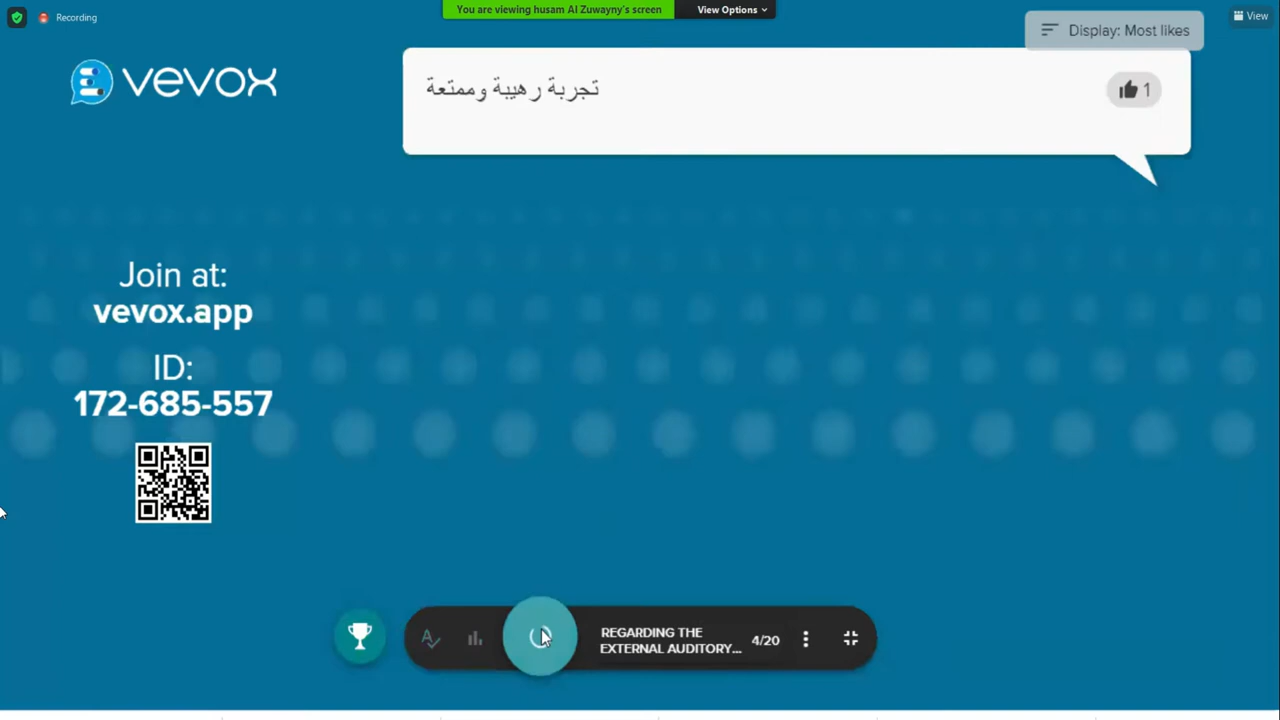 Recording
You are viewing husam Al Zuwayny's screen
View Options
View
Display: Most likes
vevox
تجربة رهيبة وممتعة
1
Join at:
vevox.app
ID:
172-685-557
REGARDING THE
EXTERNAL AUDITORY...
4/20